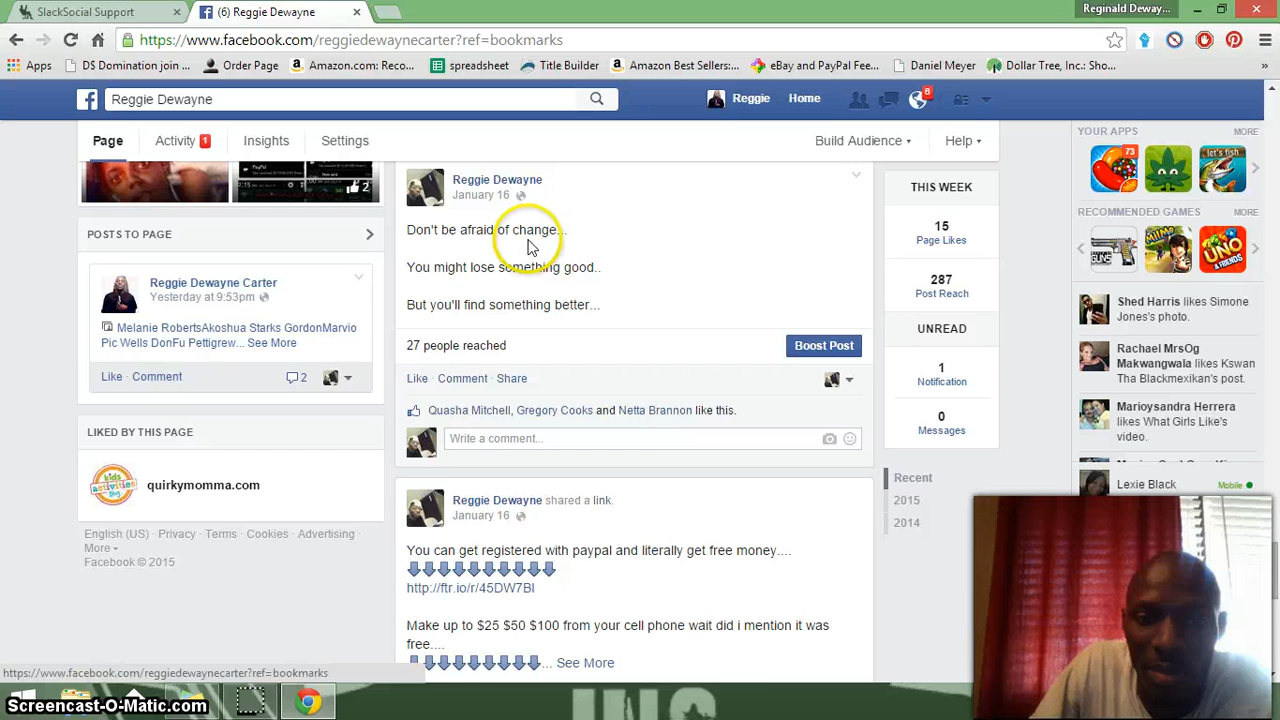 SlackSocial Support
(6) Reggie Dewayne
Reginald Deway...
https://www.facebook.com/reggiedewaynecarter?ref=bookmarks
Apps
DS Domination join ...
Order Page
Amazon.com: Reco...
spreadsheet
Title Builder
Amazon Best Sellers:...
eBay and PayPal Fee...
Daniel Meyer
Dollar Tree, Inc.: Sho...
Reggie Dewayne
Reggie
Home
6
Page
Activity 1
Insights
Settings
Build Audience
Help
2
POSTS TO PAGE
Reggie Dewayne Carter
Yesterday at 9:53pm
Melanie RobertsAkoshua Starks GordonMarvio
Pic Wells DonFu Pettigrew... See More
Like · Comment
2
LIKED BY THIS PAGE
quirkymomma.com
English (US) · Privacy · Terms · Cookies · Advertising ·
More
Facebook © 2015
Reggie Dewayne
January 16
Don't be afraid of change...
You might lose something good..
But you'll find something better...
27 people reached
Boost Post
Like · Comment · Share
Quasha Mitchell, Gregory Cooks and Netta Brannon like this.
Write a comment...
Reggie Dewayne shared a link.
January 16
You can get registered with paypal and literally get free money....
http://ftr.io/r/45DW7BI
Make up to $25 $50 $100 from your cell phone wait did i mention it was
free....
... See More
THIS WEEK
15
Page Likes
287
Post Reach
UNREAD
1
Notification
0
Messages
Recent
2015
2014
YOUR APPS
MORE
73
let's fish
RECOMMENDED GAMES
MORE
GUNS
UNO
& FRIENDS
Shed Harris likes Simone
Jones's photo.
Rachael MrsOg
Makwangwala likes Kswan
Tha Blackmexikan's post.
Marioysandra Herrera
likes What Girls Like's
video.
Lexie Black
Mobile
https://www.facebook.com/reggiedewaynecarter?ref=bookmarks
Screencast-O-Matic.com